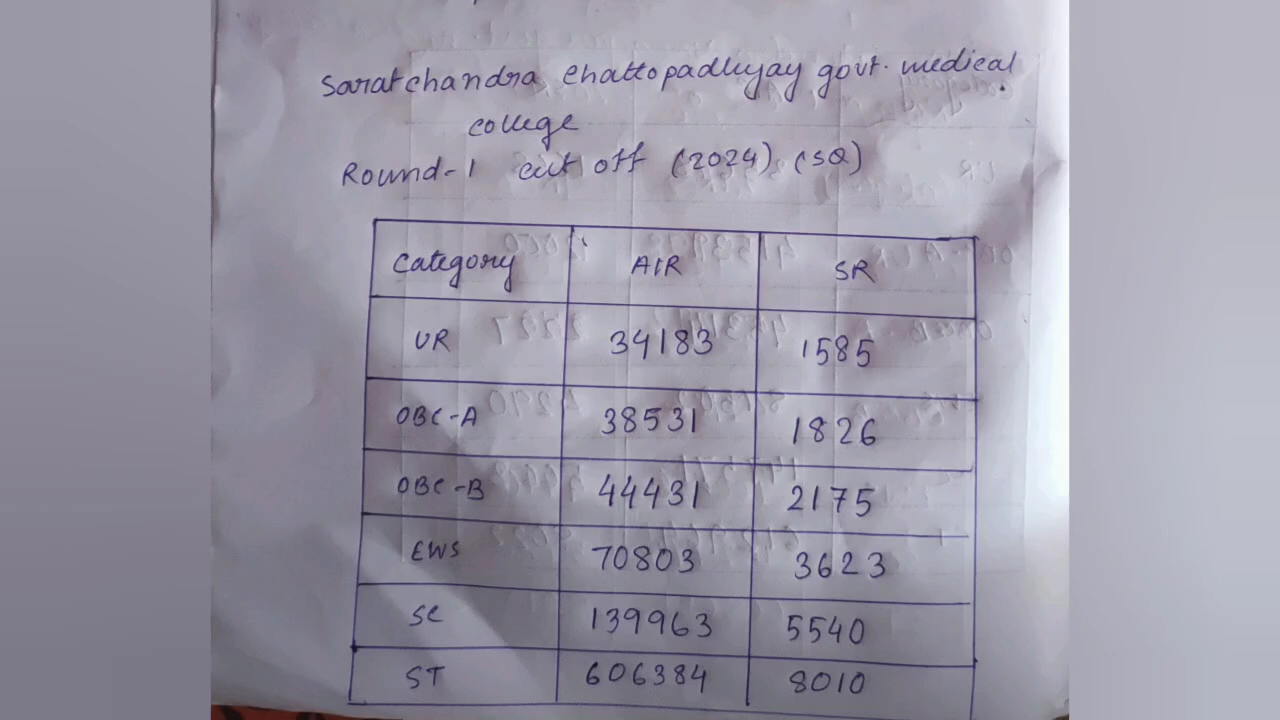 Saratchandra Chattopadhyay govt. medical
college
Round-1 cut off (2024) (SQ)
Category AIR SR
UR 34183 1585
OBC-A 38531 1826
OBC-B 44431 2175
EWS 70803 3623
SC 139963 5540
ST 606384 8010